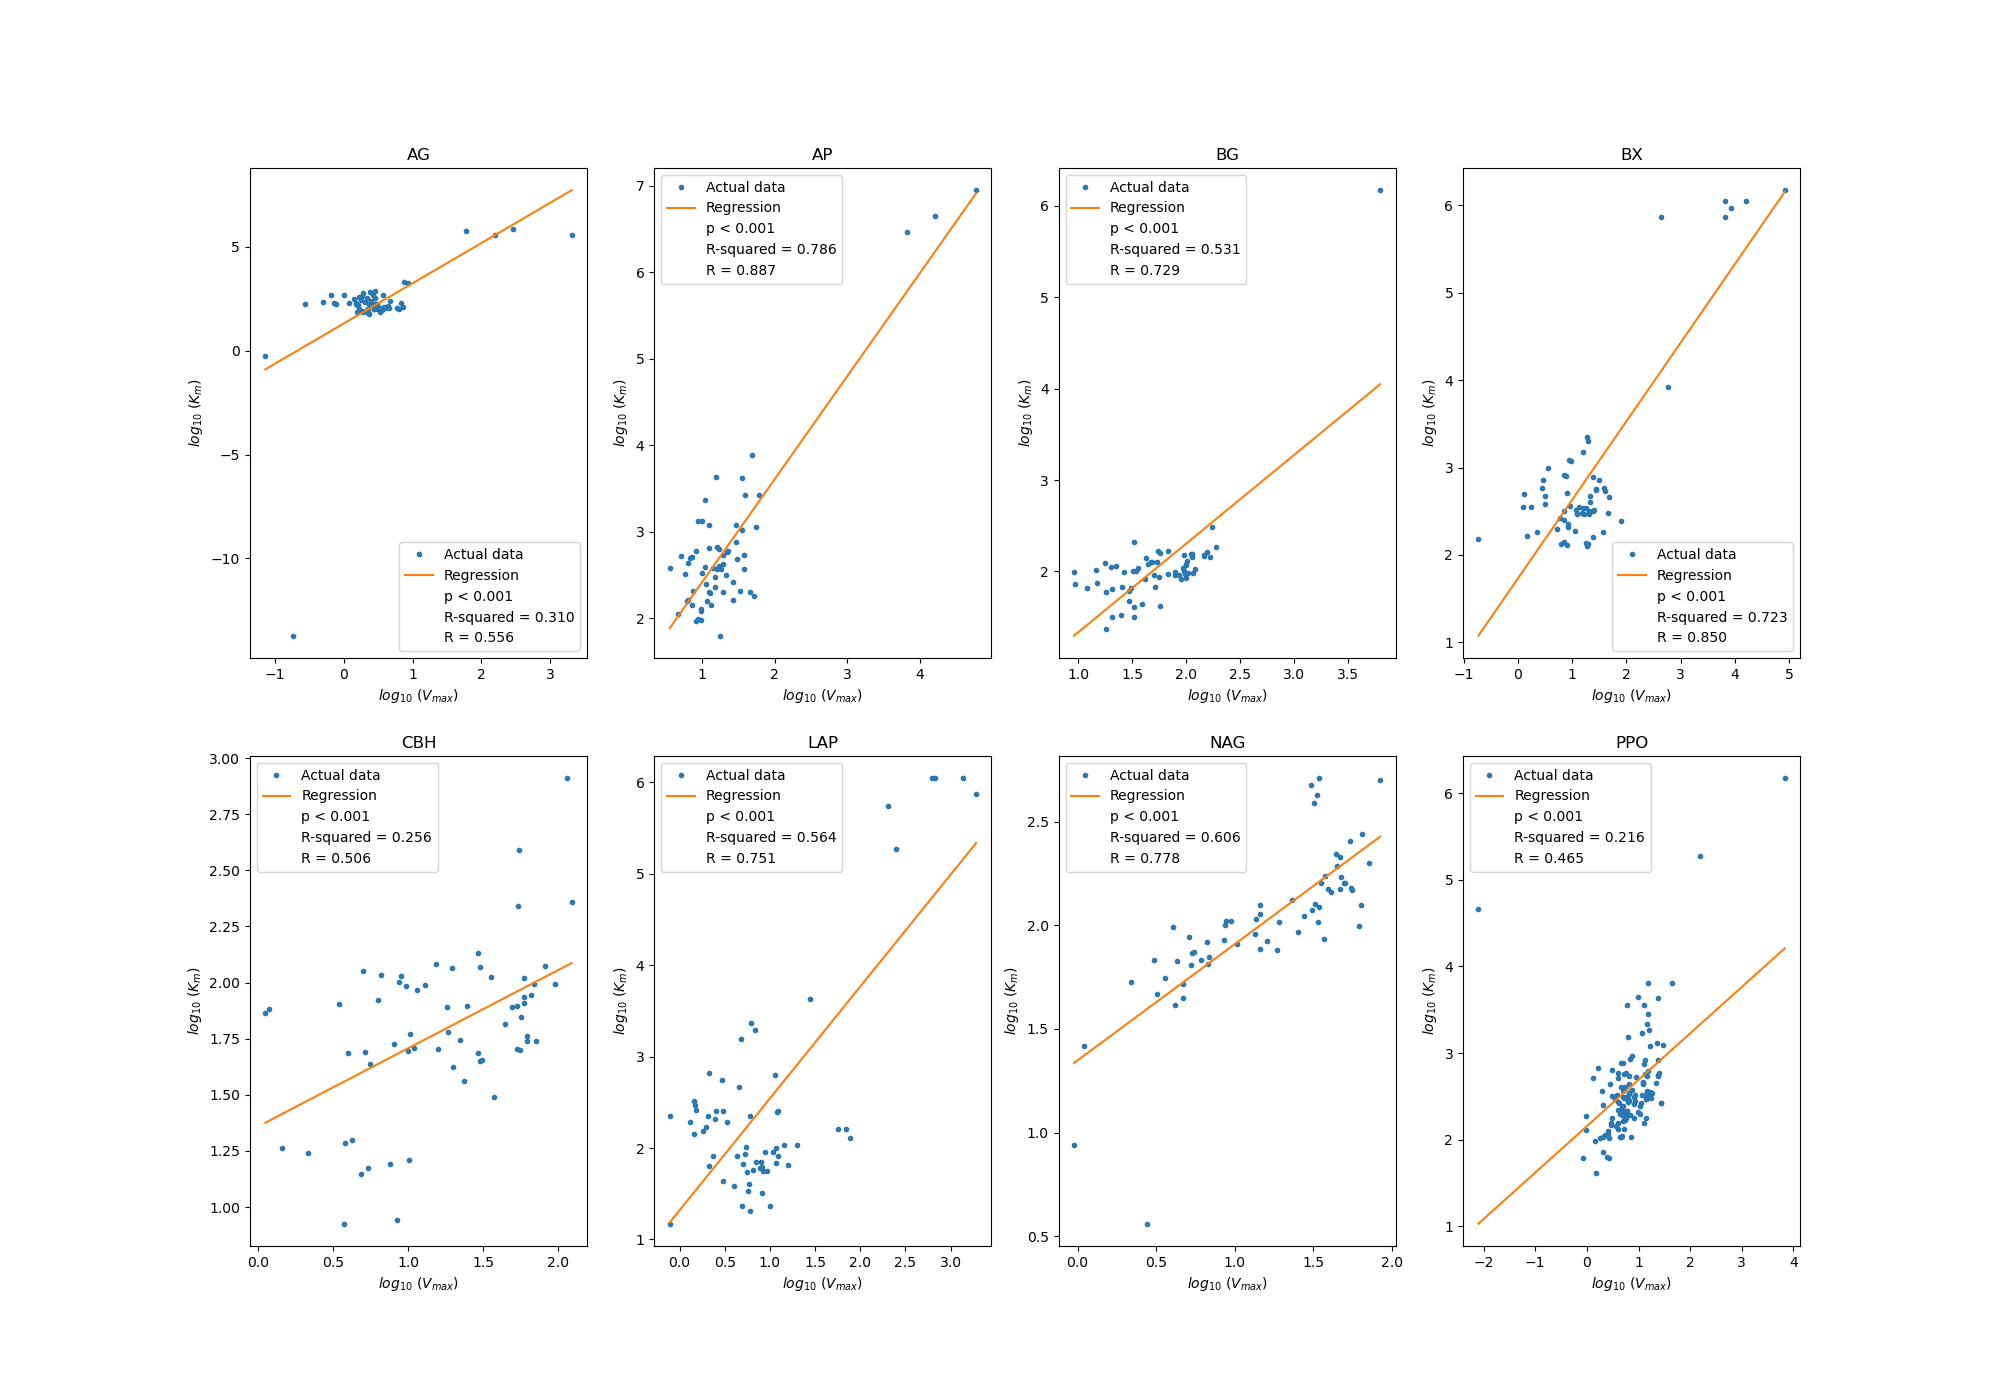 AG
5
0
−5
−10
log10 (Km)
Actual data
Regression
p < 0.001
R-squared = 0.310
R = 0.556
−1 0 1 2 3
log10 (Vmax)
AP
7
6
5
4
3
2
log10 (Km)
Actual data
Regression
p < 0.001
R-squared = 0.786
R = 0.887
1 2 3 4
log10 (Vmax)
BG
6
5
4
3
2
log10 (Km)
Actual data
Regression
p < 0.001
R-squared = 0.531
R = 0.729
1.0 1.5 2.0 2.5 3.0 3.5
log10 (Vmax)
BX
6
5
4
3
2
1
log10 (Km)
Actual data
Regression
p < 0.001
R-squared = 0.723
R = 0.850
−1 0 1 2 3 4 5
log10 (Vmax)
CBH
3.00
2.75
2.50
2.25
2.00
1.75
1.50
1.25
1.00
log10 (Km)
Actual data
Regression
p < 0.001
R-squared = 0.256
R = 0.506
0.0 0.5 1.0 1.5 2.0
log10 (Vmax)
LAP
6
5
4
3
2
1
log10 (Km)
Actual data
Regression
p < 0.001
R-squared = 0.564
R = 0.751
0.0 0.5 1.0 1.5 2.0 2.5 3.0
log10 (Vmax)
NAG
2.5
2.0
1.5
1.0
0.5
log10 (Km)
Actual data
Regression
p < 0.001
R-squared = 0.606
R = 0.778
0.0 0.5 1.0 1.5 2.0
log10 (Vmax)
PPO
6
5
4
3
2
1
log10 (Km)
Actual data
Regression
p < 0.001
R-squared = 0.216
R = 0.465
−2 −1 0 1 2 3 4
log10 (Vmax)